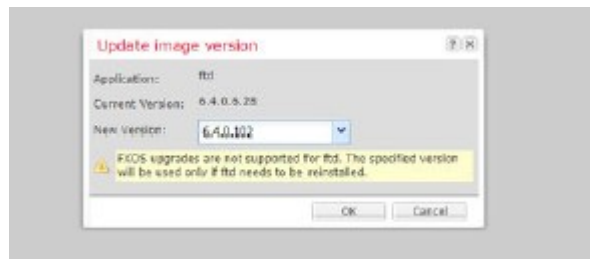 Update image version
Application: ftd
Current Version: 6.4.0.6.28
New Version: 6.4.0.102
FXOS upgrades are not supported for ftd. The specified version
will be used only if ftd needs to be reinstalled.
OK Cancel